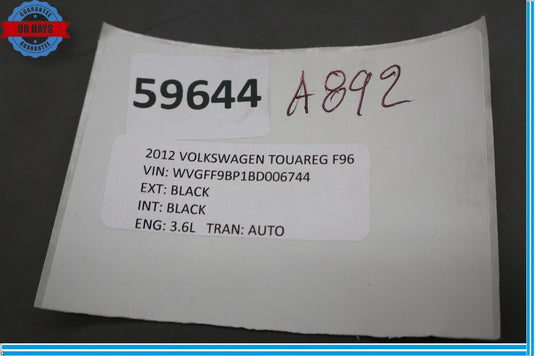 GUARANTEE
90 DAYS
GUARANTEE
59644 A892
2012 VOLKSWAGEN TOUAREG F96
VIN: WVGFF9BP1BD006744
EXT: BLACK
INT: BLACK
ENG: 3.6L TRAN: AUTO